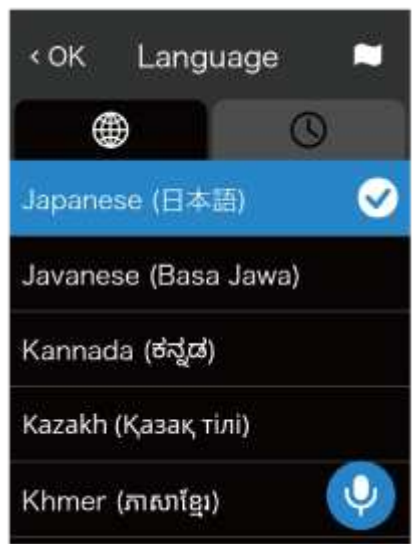 < OK Language
Japanese (日本語)
Javanese (Basa Jawa)
Kannada (ಕನ್ನಡ)
Kazakh (Қазақ тілі)
Khmer (ភាសាខ្មែរ)